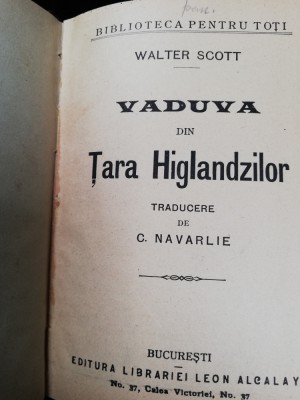 BIBLIOTECA PENTRU TOȚI
WALTER SCOTT
VADUVA
DIN
Țara Higlandzilor
TRADUCERE
DE
C. NAVARLIE
BUCUREȘTI
EDITURA LIBRARIEI LEON ALCALAY
No. 37, Calea Victoriei, No. 37